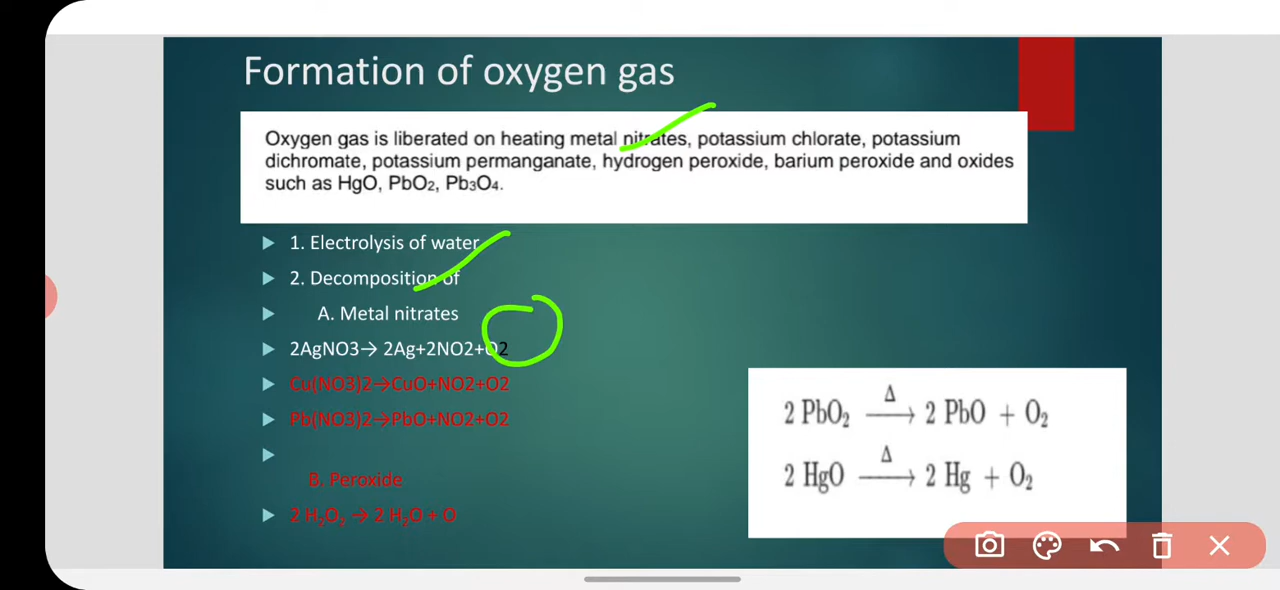 Formation of oxygen gas
Oxygen gas is liberated on heating metal nitrates, potassium chlorate, potassium
dichromate, potassium permanganate, hydrogen peroxide, barium peroxide and oxides
such as HgO, PbO₂, Pb₃O₄.
1. Electrolysis of water
2. Decomposition of
A. Metal nitrates
2AgNO3→ 2Ag+2NO2+O2
Cu(NO3)2→CuO+NO2+O2
Pb(NO3)2→PbO+NO2+O2
B. Peroxide
2 H₂O₂ → 2 H₂O + O
2 PbO₂ —Δ→ 2 PbO + O₂
2 HgO —Δ→ 2 Hg + O₂